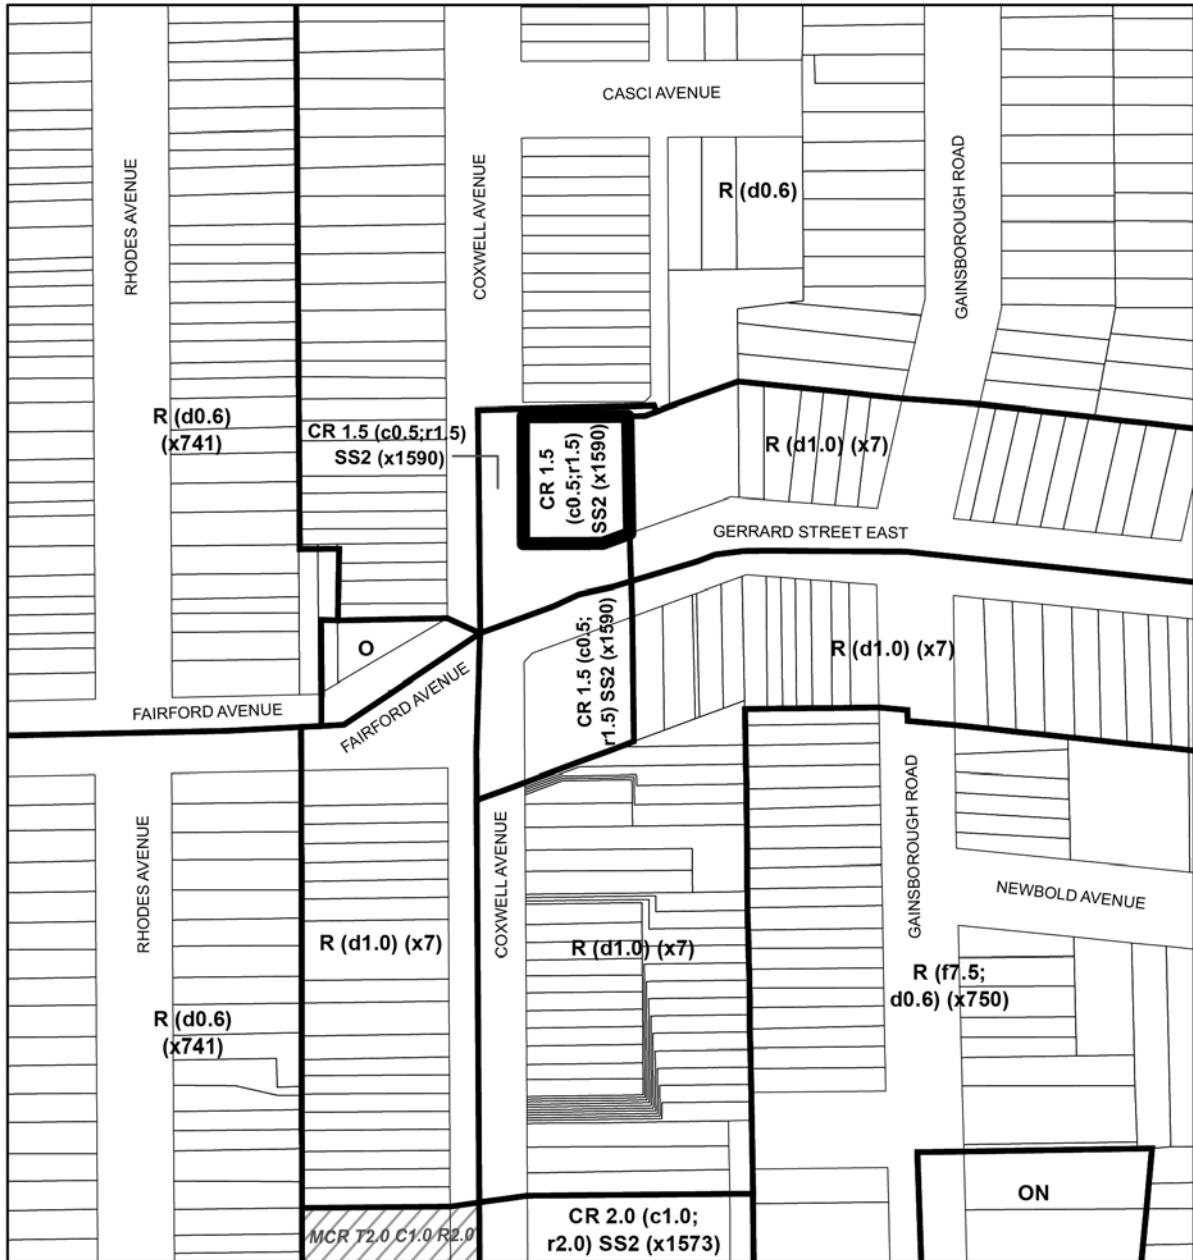 CASCI AVENUE
RHODES AVENUE
COXWELL AVENUE
GAINSBOROUGH ROAD
R (d0.6)
R (d0.6)
(x741)
CR 1.5 (c0.5;r1.5)
SS2 (x1590)
CR 1.5
(c0.5;r1.5)
SS2 (x1590)
R (d1.0) (x7)
GERRARD STREET EAST
O
CR 1.5 (c0.5;
r1.5) SS2 (x1590)
R (d1.0) (x7)
FAIRFORD AVENUE
FAIRFORD AVENUE
RHODES AVENUE
COXWELL AVENUE
GAINSBOROUGH ROAD
NEWBOLD AVENUE
R (d1.0) (x7)
R (d1.0) (x7)
R (f7.5;
d0.6) (x750)
R (d0.6)
(x741)
ON
MCR T2.0 C1.0 R2.0
CR 2.0 (c1.0;
r2.0) SS2 (x1573)